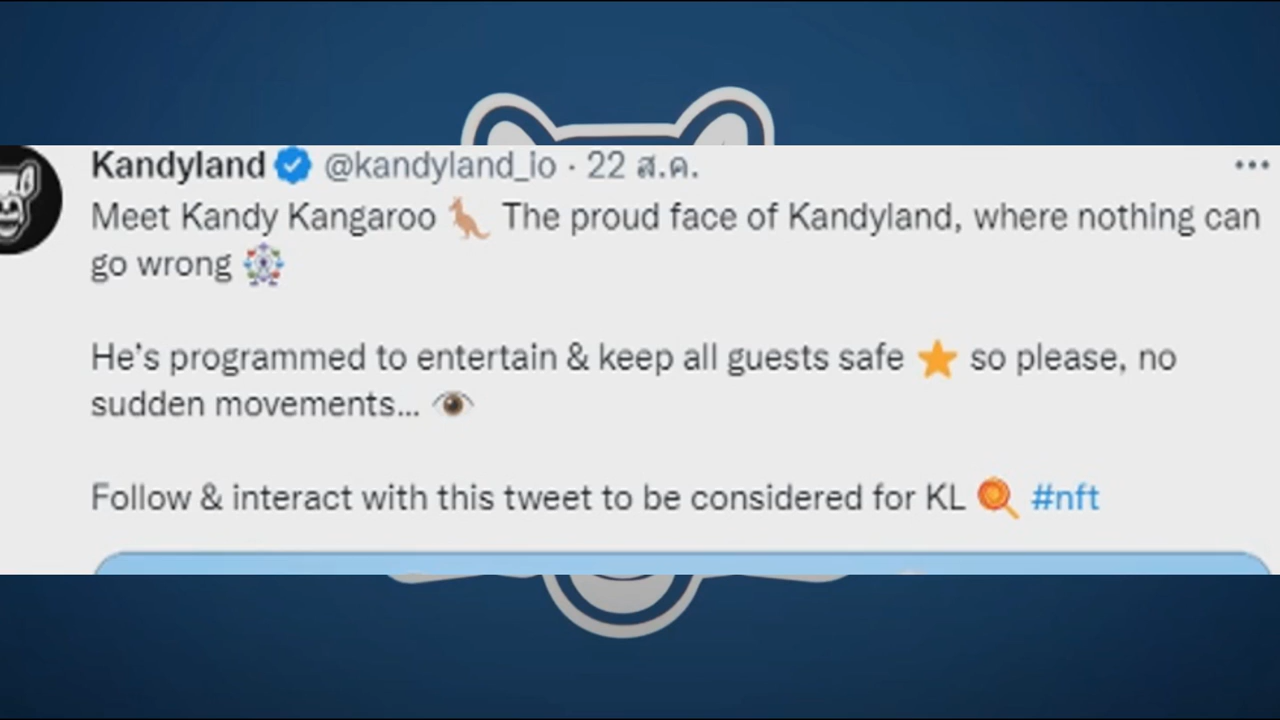 Kandyland @kandyland_io · 22 ส.ค.
Meet Kandy Kangaroo 🦘 The proud face of Kandyland, where nothing can
go wrong 🎡
He's programmed to entertain & keep all guests safe ⭐ so please, no
sudden movements... 👁
Follow & interact with this tweet to be considered for KL 🍭 #nft